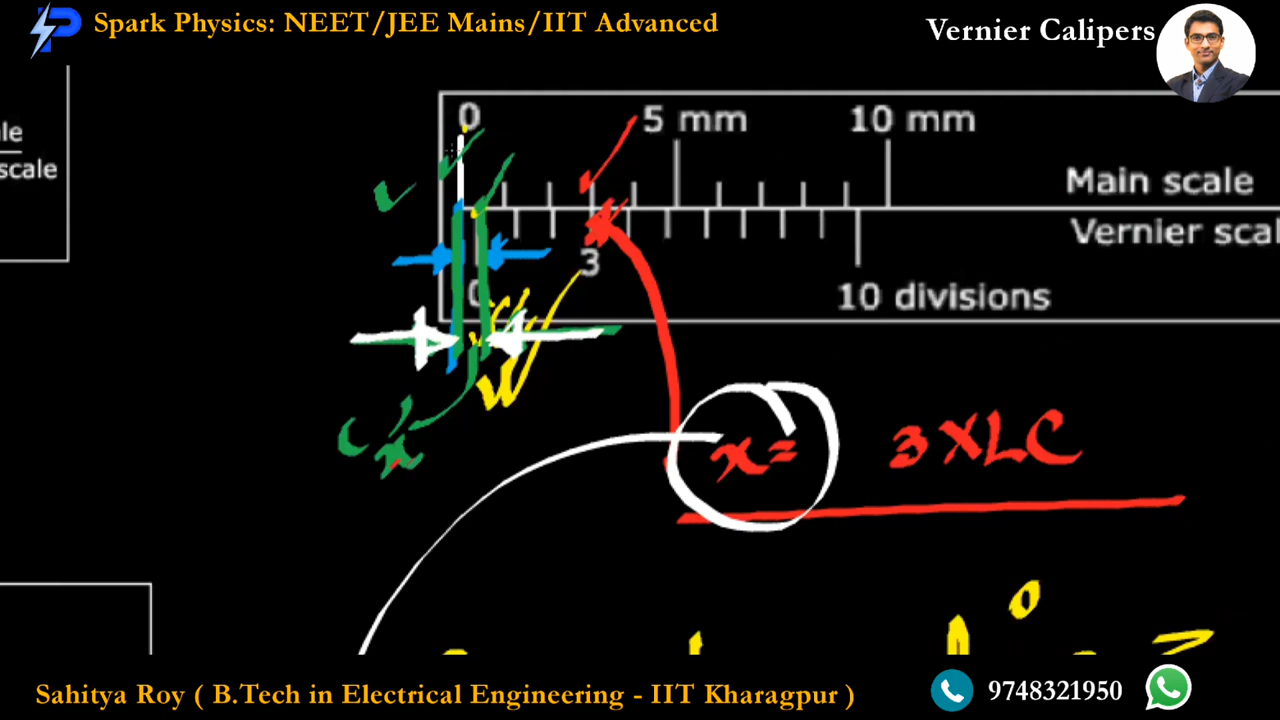 Spark Physics: NEET/JEE Mains/IIT Advanced
Vernier Calipers
le
scale
0
5 mm
10 mm
Main scale
Vernier scal
3
0
10 divisions
x
x = 3XLC
Sahitya Roy ( B.Tech in Electrical Engineering - IIT Kharagpur )
9748321950